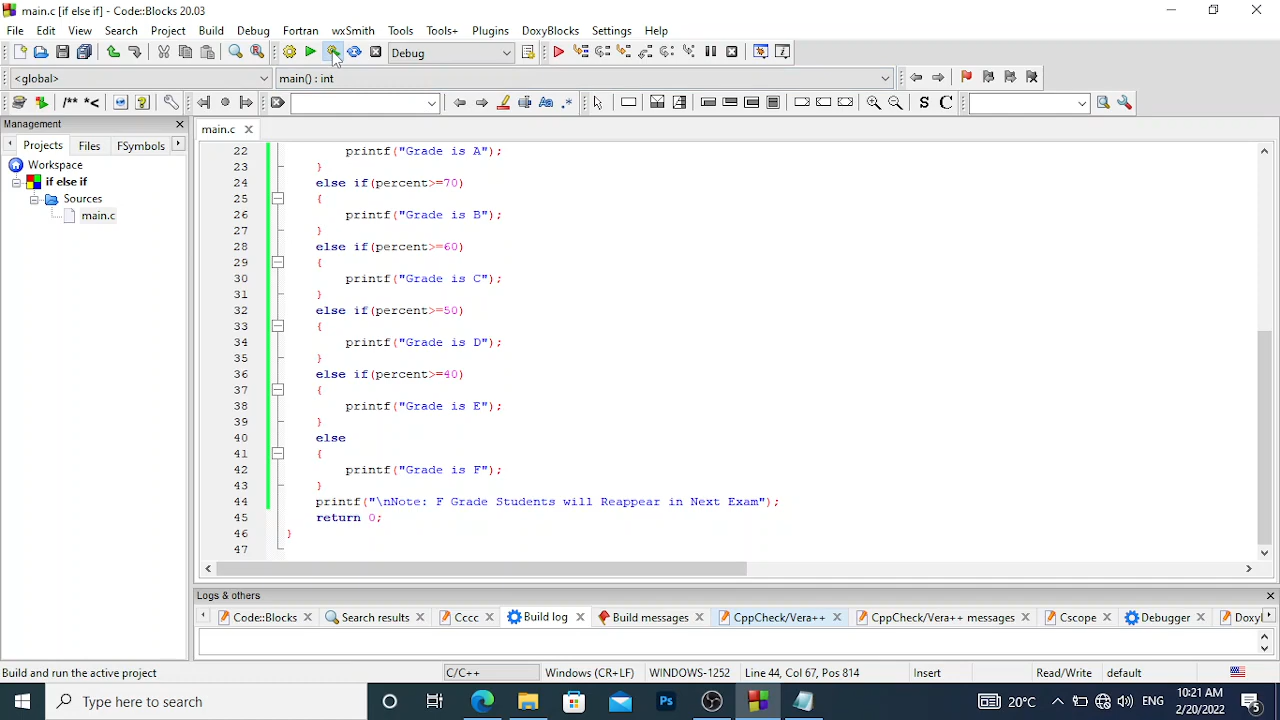 main.c [if else if] - Code::Blocks 20.03
File Edit View Search Project Build Debug Fortran wxSmith Tools Tools+ Plugins DoxyBlocks Settings Help
Debug
<global> main() : int
/** *< Aa .* S C
Management
main.c
Projects Files FSymbols
Workspace
if else if
Sources
main.c
22 printf("Grade is A");
23 }
24 else if(percent>=70)
25 {
26 printf("Grade is B");
27 }
28 else if(percent>=60)
29 {
30 printf("Grade is C");
31 }
32 else if(percent>=50)
33 {
34 printf("Grade is D");
35 }
36 else if(percent>=40)
37 {
38 printf("Grade is E");
39 }
40 else
41 {
42 printf("Grade is F");
43 }
44 printf("\nNote: F Grade Students will Reappear in Next Exam");
45 return 0;
46 }
47
Logs & others
Code::Blocks Search results Cccc Build log Build messages CppCheck/Vera++ CppCheck/Vera++ messages Cscope Debugger Doxyl
Build and run the active project C/C++ Windows (CR+LF) WINDOWS-1252 Line 44, Col 67, Pos 814 Insert Read/Write default
Type here to search Ps 20°C ENG 10:21 AM
2/20/2022 5